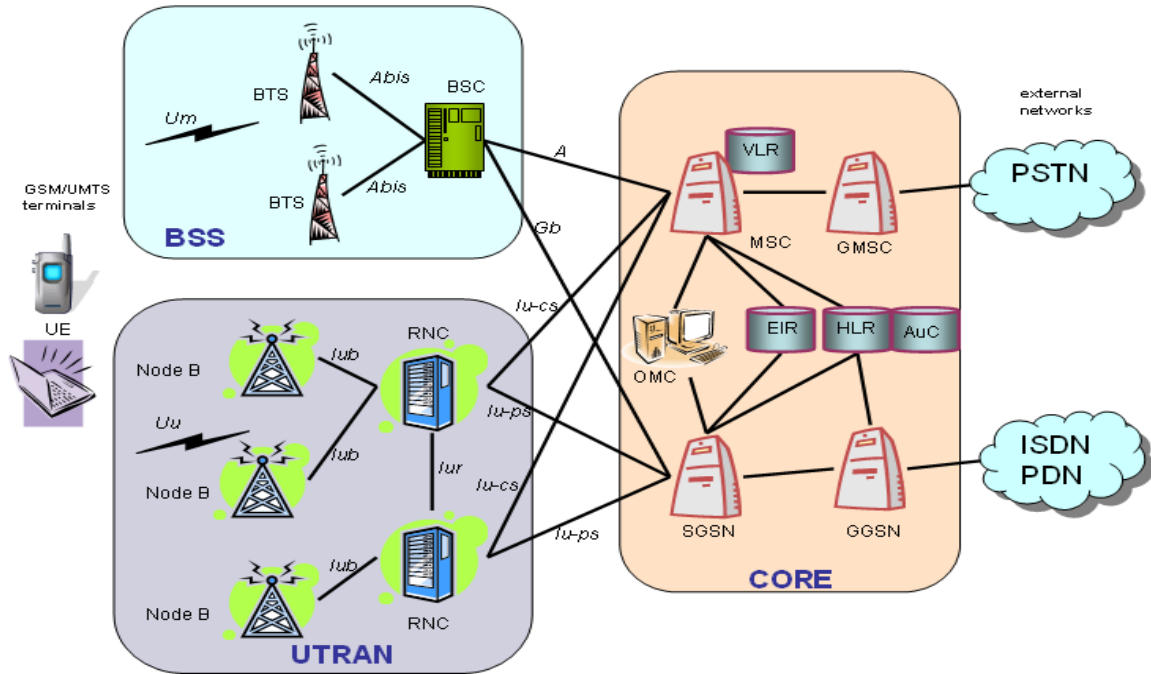 BTS
Abis
BSC
Um
Abis
BTS
BSS
GSM/UMTS
terminals
UE
A
Gb
VLR
MSC
GMSC
external
networks
PSTN
Iu-cs
RNC
Node B
Iub
Iu-ps
Uu
Iub
Node B
Iur
Iu-cs
Iub
Iu-ps
Node B
RNC
UTRAN
OMC
EIR
HLR
AuC
SGSN
GGSN
CORE
ISDN
PDN